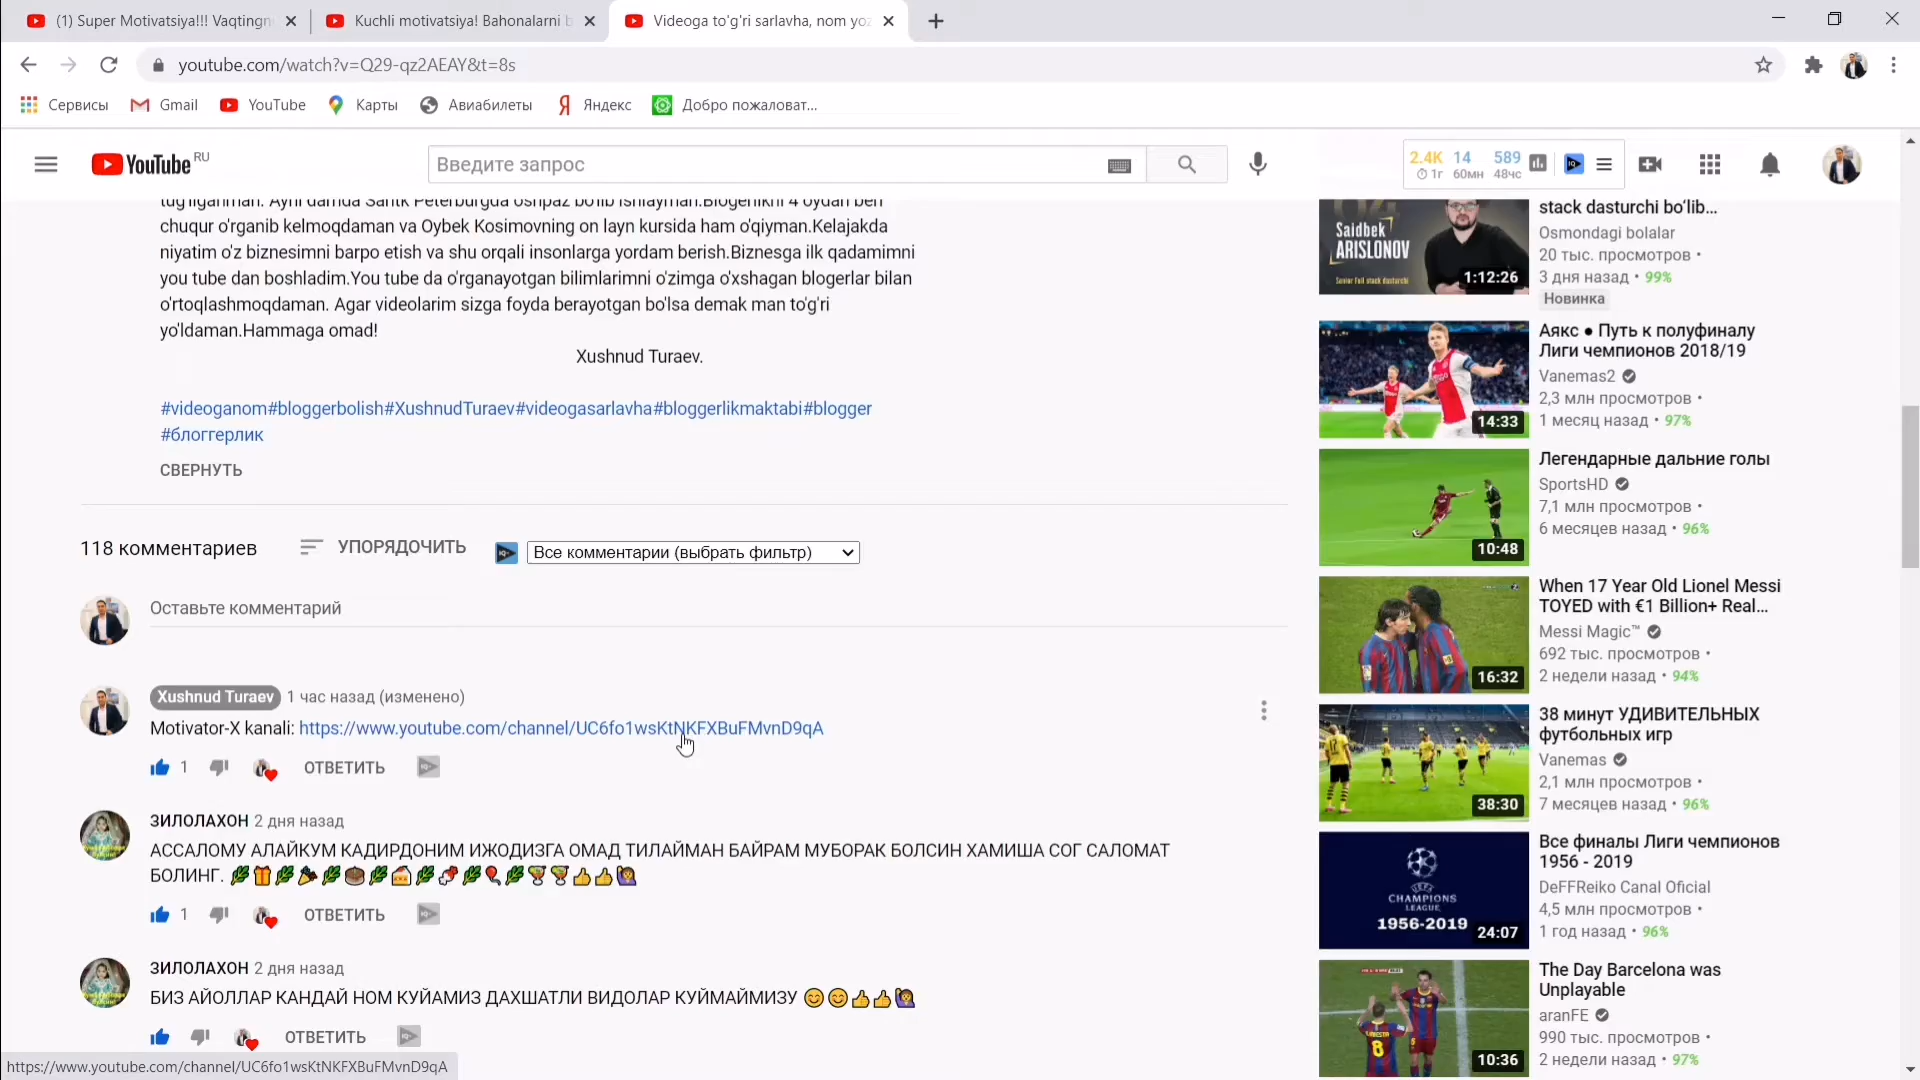 (1) Super Motivatsiya!!! Vaqtingn
Kuchli motivatsiya! Bahonalarni b
Videoga to'g'ri sarlavha, nom yoz
youtube.com/watch?v=Q29-qz2AEAY&t=8s
Сервисы
Gmail
YouTube
Карты
Авиабилеты
Яндекс
Добро пожаловат...
YouTube RU
Введите запрос
2.4K 14 589
1г 60мн 48чс
tug'ilganman. Ayni damda Sankt Peterburgda oshpaz bo'lib ishlayman.Blogerlikni 4 oydan beri
chuqur o'rganib kelmoqdaman va Oybek Kosimovning on layn kursida ham o'qiyman.Kelajakda
niyatim o'z biznesimni barpo etish va shu orqali insonlarga yordam berish.Biznesga ilk qadamimni
you tube dan boshladim.You tube da o'rganayotgan bilimlarimni o'zimga o'xshagan blogerlar bilan
o'rtoqlashmoqdaman. Agar videolarim sizga foyda berayotgan bo'lsa demak man to'g'ri
yo'ldaman.Hammaga omad!
Xushnud Turaev.
#videoganom#bloggerbolish#XushnudTuraev#videogasarlavha#bloggerlikmaktabi#blogger
#блоггерлик
СВЕРНУТЬ
118 комментариев
УПОРЯДОЧИТЬ
Все комментарии (выбрать фильтр)
Оставьте комментарий
Xushnud Turaev 1 час назад (изменено)
Motivator-X kanali: https://www.youtube.com/channel/UC6fo1wsKtNKFXBuFMvnD9qA
1 ОТВЕТИТЬ
ЗИЛОЛАХОН 2 дня назад
АССАЛОМУ АЛАЙКУМ КАДИРДОНИМ ИЖОДИЗГА ОМАД ТИЛАЙМАН БАЙРАМ МУБОРАК БОЛСИН ХАМИША СОГ САЛОМАТ
БОЛИНГ.
1 ОТВЕТИТЬ
ЗИЛОЛАХОН 2 дня назад
БИЗ АЙОЛЛАР КАНДАЙ НОМ КУЙАМИЗ ДАХШАТЛИ ВИДОЛАР КУЙМАЙМИЗУ
ОТВЕТИТЬ
https://www.youtube.com/channel/UC6fo1wsKtNKFXBuFMvnD9qA
Saidbek
ARISLONOV
Senior Full stack dasturchi
1:12:26
stack dasturchi bo'lib...
Osmondagi bolalar
20 тыс. просмотров •
3 дня назад • 99%
Новинка
14:33
Аякс ● Путь к полуфиналу
Лиги чемпионов 2018/19
Vanemas2
2,3 млн просмотров •
1 месяц назад • 97%
10:48
Легендарные дальние голы
SportsHD
7,1 млн просмотров •
6 месяцев назад • 96%
16:32
When 17 Year Old Lionel Messi
TOYED with €1 Billion+ Real...
Messi Magic™
692 тыс. просмотров •
2 недели назад • 94%
38:30
38 минут УДИВИТЕЛЬНЫХ
футбольных игр
Vanemas
2,1 млн просмотров •
7 месяцев назад • 96%
CHAMPIONS
LEAGUE
1956-2019
24:07
Все финалы Лиги чемпионов
1956 - 2019
DeFFReiko Canal Oficial
4,5 млн просмотров •
1 год назад • 96%
8
10:36
The Day Barcelona was
Unplayable
aranFE
990 тыс. просмотров •
2 недели назад • 97%